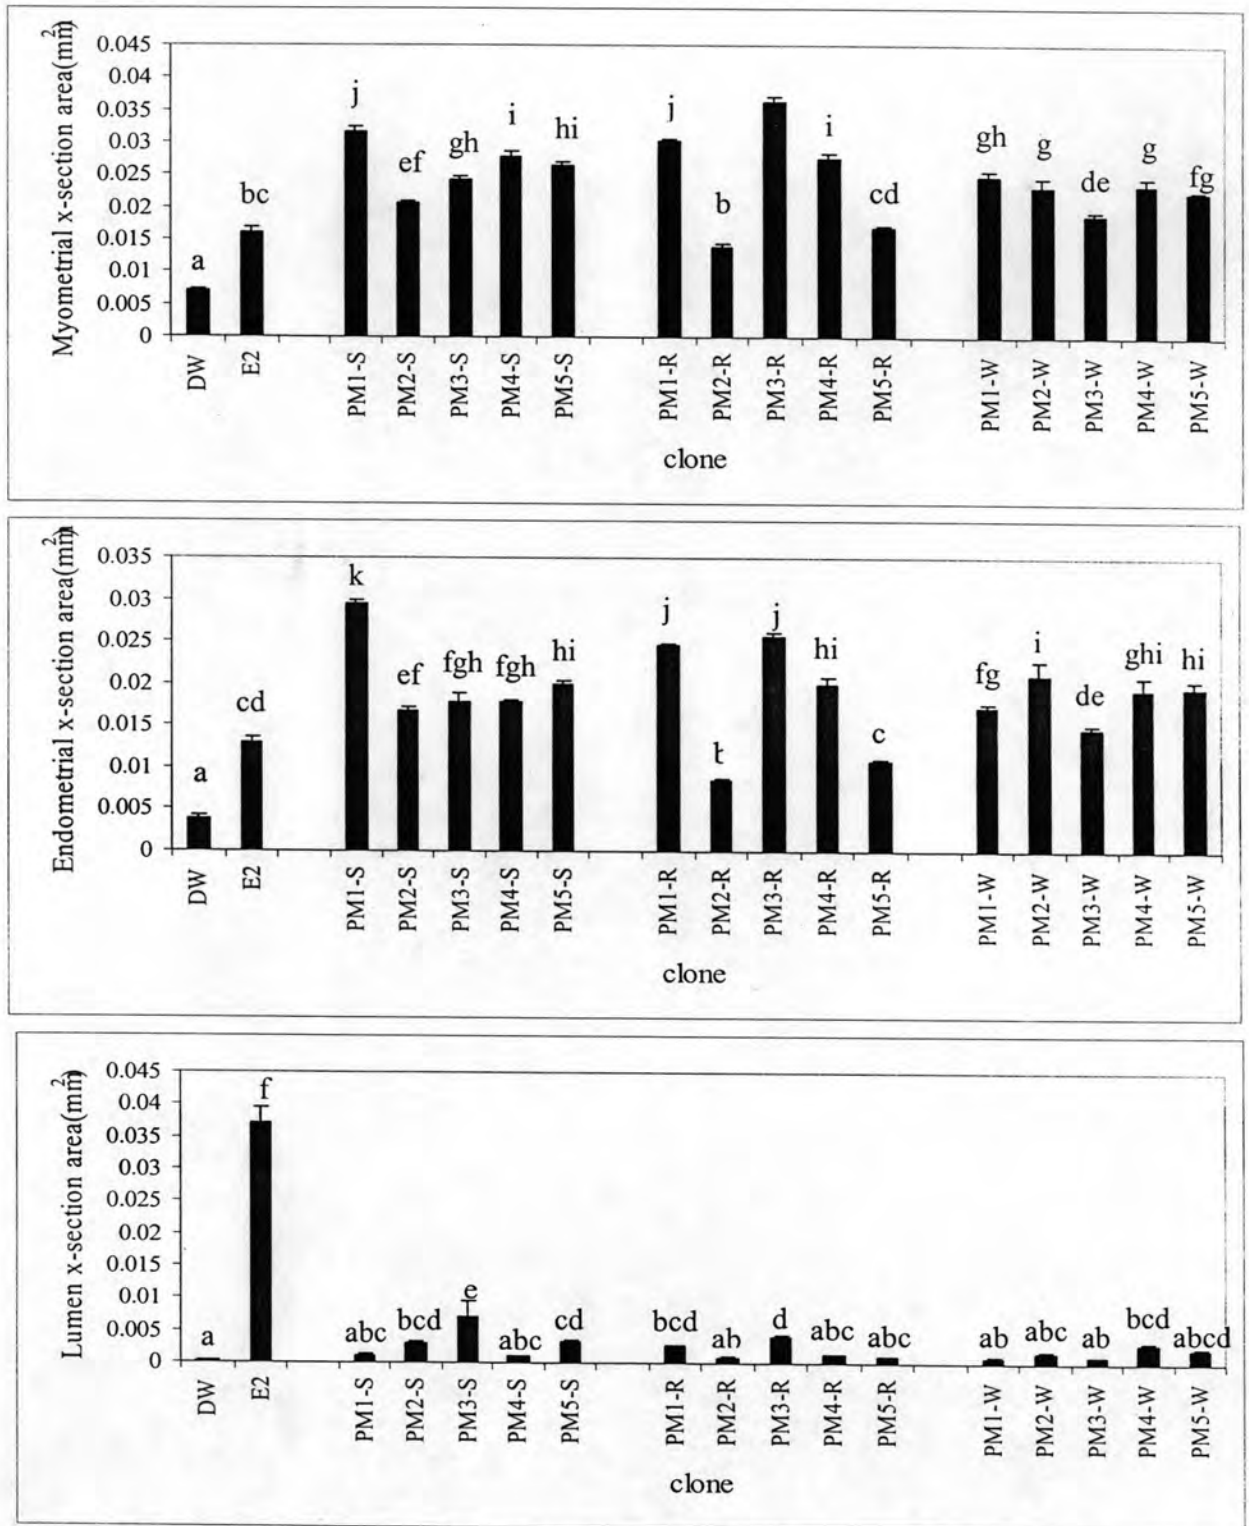 Myometrial x-section area(mm2)
0.045
0.04
0.035
0.03
0.025
0.02
0.015
0.01
0.005
0
a
bc
j
ef
gh
i
hi
j
b
i
cd
gh
g
de
g
fg
DW
E2
PM1-S
PM2-S
PM3-S
PM4-S
PM5-S
PM1-R
PM2-R
PM3-R
PM4-R
PM5-R
PM1-W
PM2-W
PM3-W
PM4-W
PM5-W
clone
Endometrial x-section area(mm2)
0.035
0.03
0.025
0.02
0.015
0.01
0.005
0
a
cd
k
ef
fgh
fgh
hi
j
j
hi
c
fg
i
de
ghi
hi
DW
E2
PM1-S
PM2-S
PM3-S
PM4-S
PM5-S
PM1-R
PM2-R
PM3-R
PM4-R
PM5-R
PM1-W
PM2-W
PM3-W
PM4-W
PM5-W
clone
Lumen x-section area(mm2)
0.045
0.04
0.035
0.03
0.025
0.02
0.015
0.01
0.005
0
a
f
abc
bcd
e
abc
cd
bcd
ab
d
abc
abc
ab
abc
ab
bcd
abcd
DW
E2
PM1-S
PM2-S
PM3-S
PM4-S
PM5-S
PM1-R
PM2-R
PM3-R
PM4-R
PM5-R
PM1-W
PM2-W
PM3-W
PM4-W
PM5-W
clone